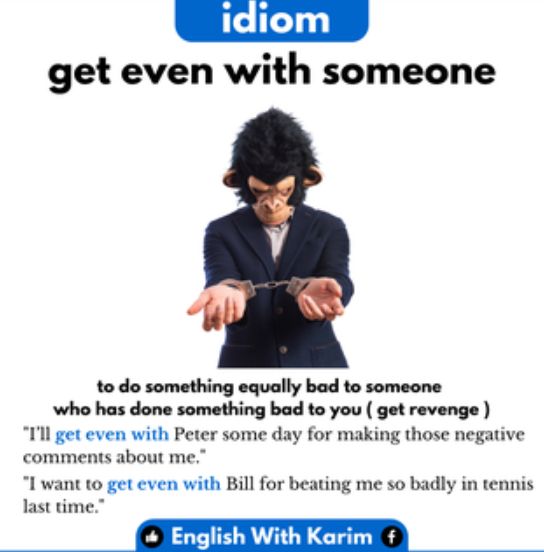 idiom
get even with someone
to do something equally bad to someone
who has done something bad to you ( get revenge )
"I'll get even with Peter some day for making those negative
comments about me."
"I want to get even with Bill for beating me so badly in tennis
last time."
English With Karim